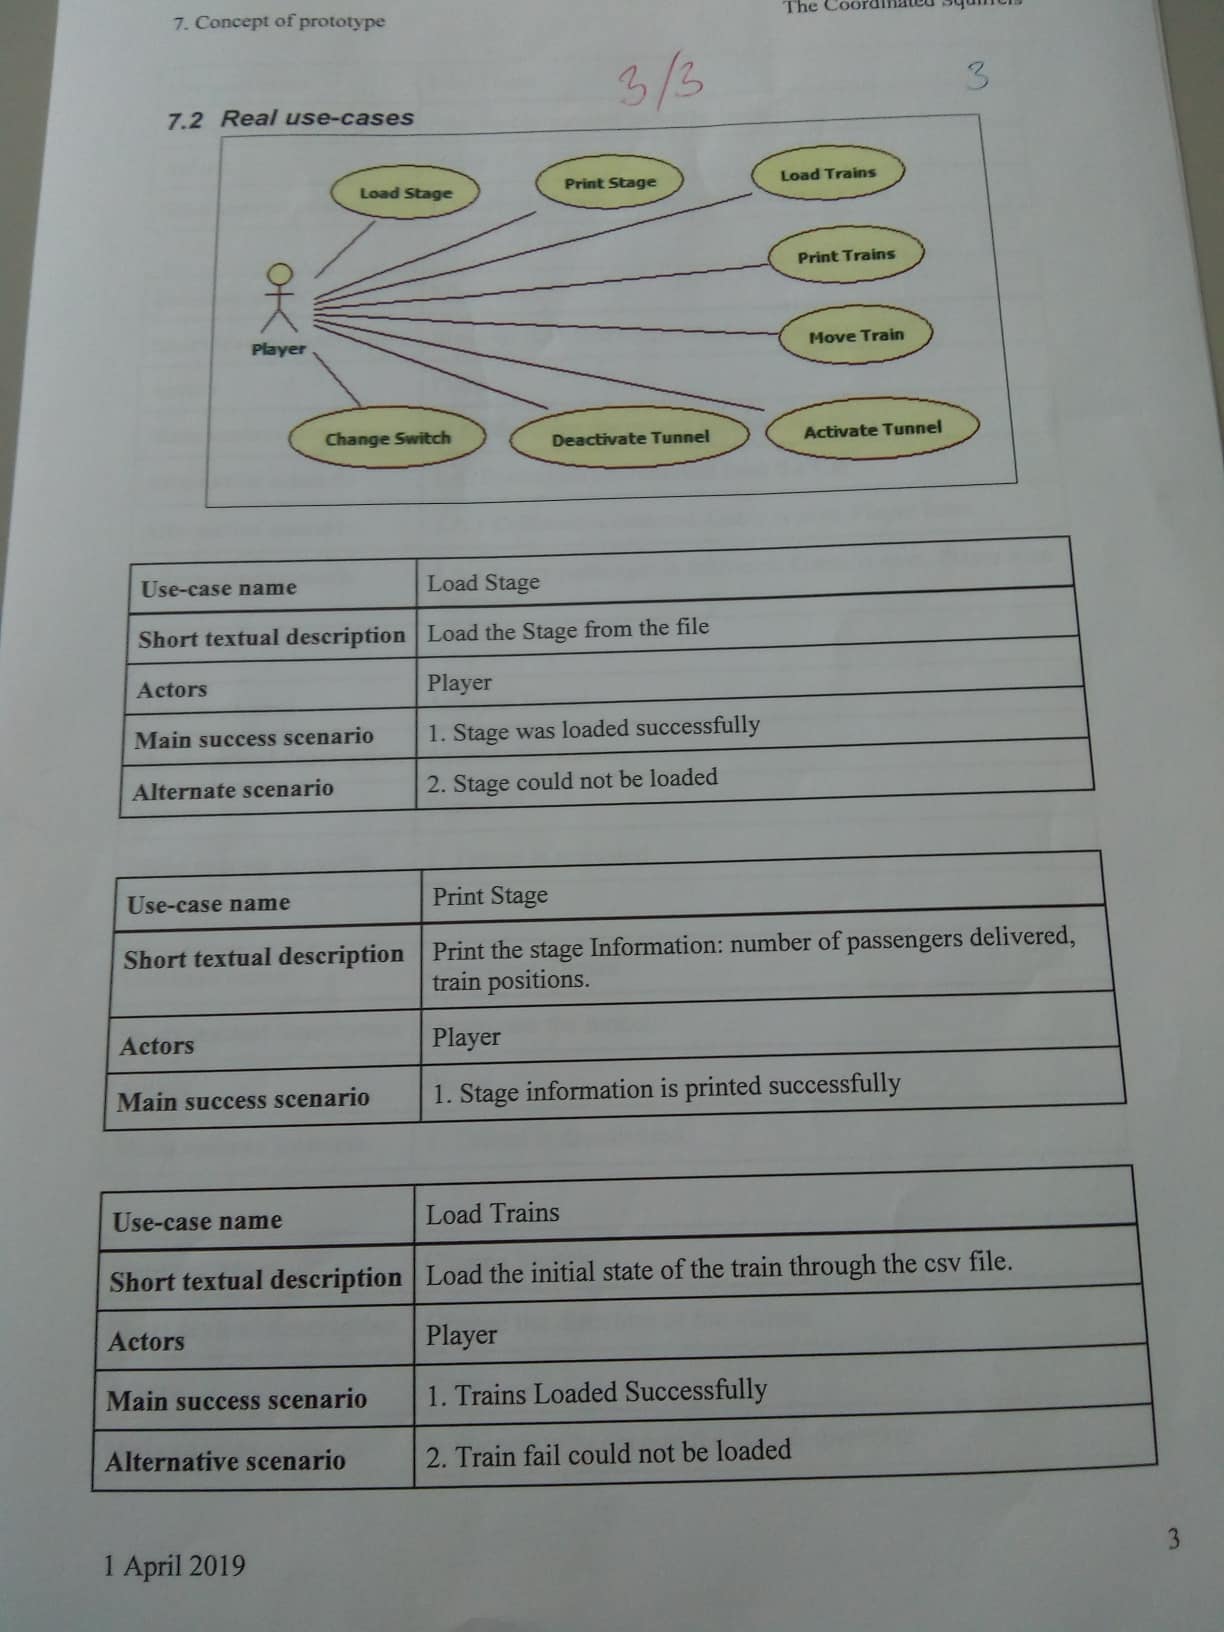 7. Concept of prototype
The Coordinated Squirrels
3/3
3
7.2 Real use-cases
Load Stage
Print Stage
Load Trains
Print Trains
Player
Move Train
Change Switch
Deactivate Tunnel
Activate Tunnel
Use-case name Load Stage
Short textual description Load the Stage from the file
Actors Player
Main success scenario 1. Stage was loaded successfully
Alternate scenario 2. Stage could not be loaded
Use-case name Print Stage
Short textual description Print the stage Information: number of passengers delivered,
train positions.
Actors Player
Main success scenario 1. Stage information is printed successfully
Use-case name Load Trains
Short textual description Load the initial state of the train through the csv file.
Actors Player
Main success scenario 1. Trains Loaded Successfully
Alternative scenario 2. Train fail could not be loaded
1 April 2019
3